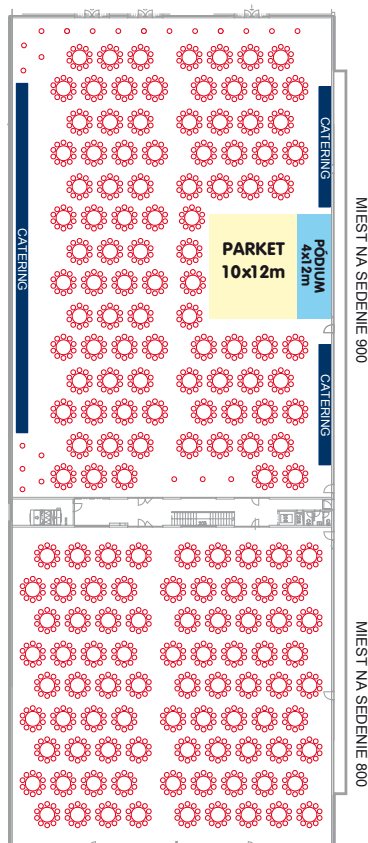 CATERING
MIEST NA SEDENIE 900
PARKET
10x12m
PÓDIUM
4x12m
CATERING
CATERING
MIEST NA SEDENIE 800